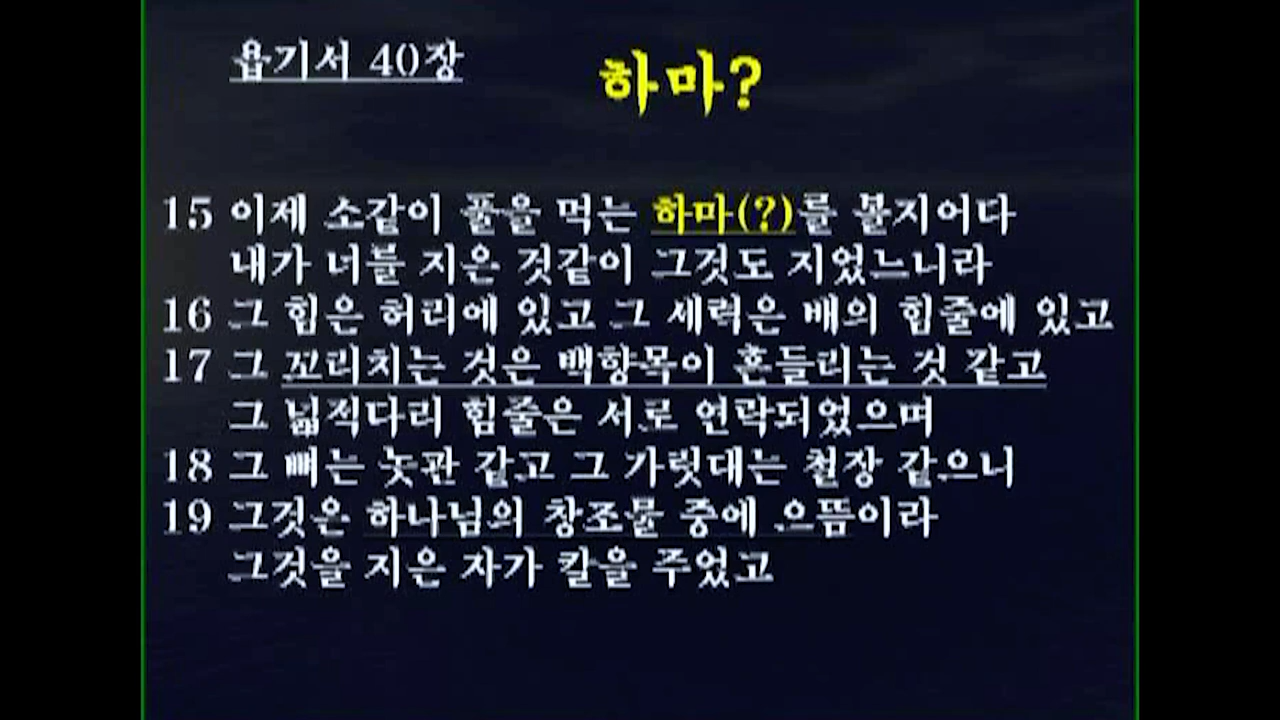 욥기서 40장
하마?
15 이제 소같이 풀을 먹는 하마(?)를 볼지어다
내가 너를 지은 것같이 그것도 지었느니라
16 그 힘은 허리에 있고 그 세력은 배의 힘줄에 있고
17 그 꼬리치는 것은 백향목이 흔들리는 것 같고
그 넓적다리 힘줄은 서로 연락되었으며
18 그 뼈는 놋관 같고 그 가릿대는 철장 같으니
19 그것은 하나님의 창조물 중에 으뜸이라
그것을 지은 자가 칼을 주었고